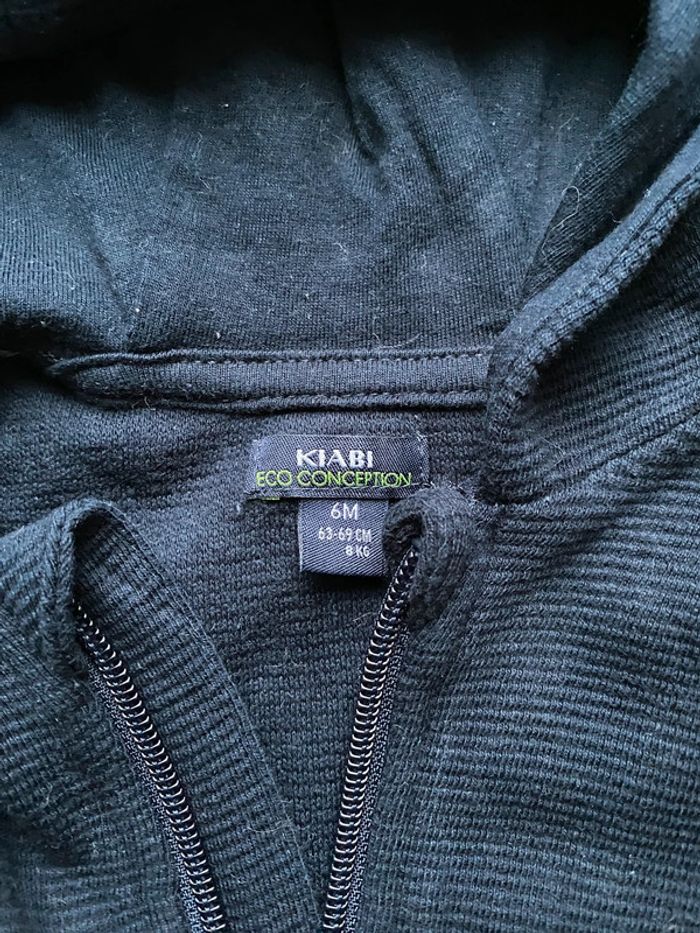 KIABI
ECO CONCEPTION
6M
63-69 CM
8 KG